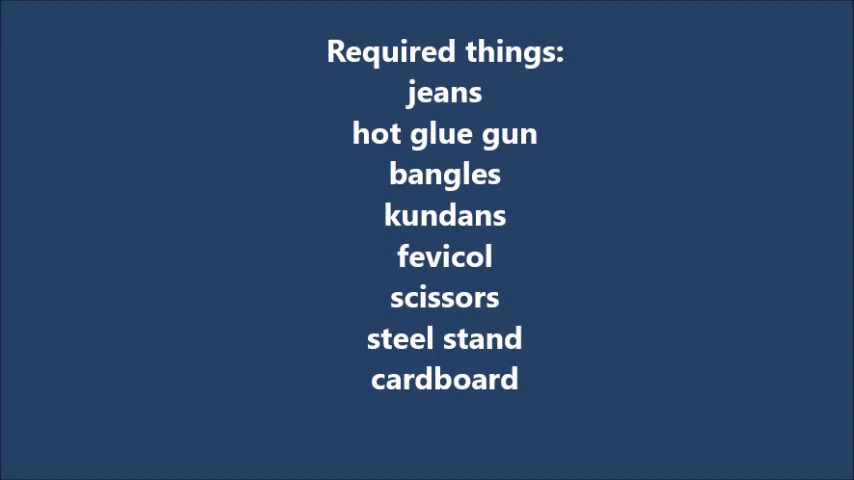 Required things:
jeans
hot glue gun
bangles
kundans
fevicol
scissors
steel stand
cardboard